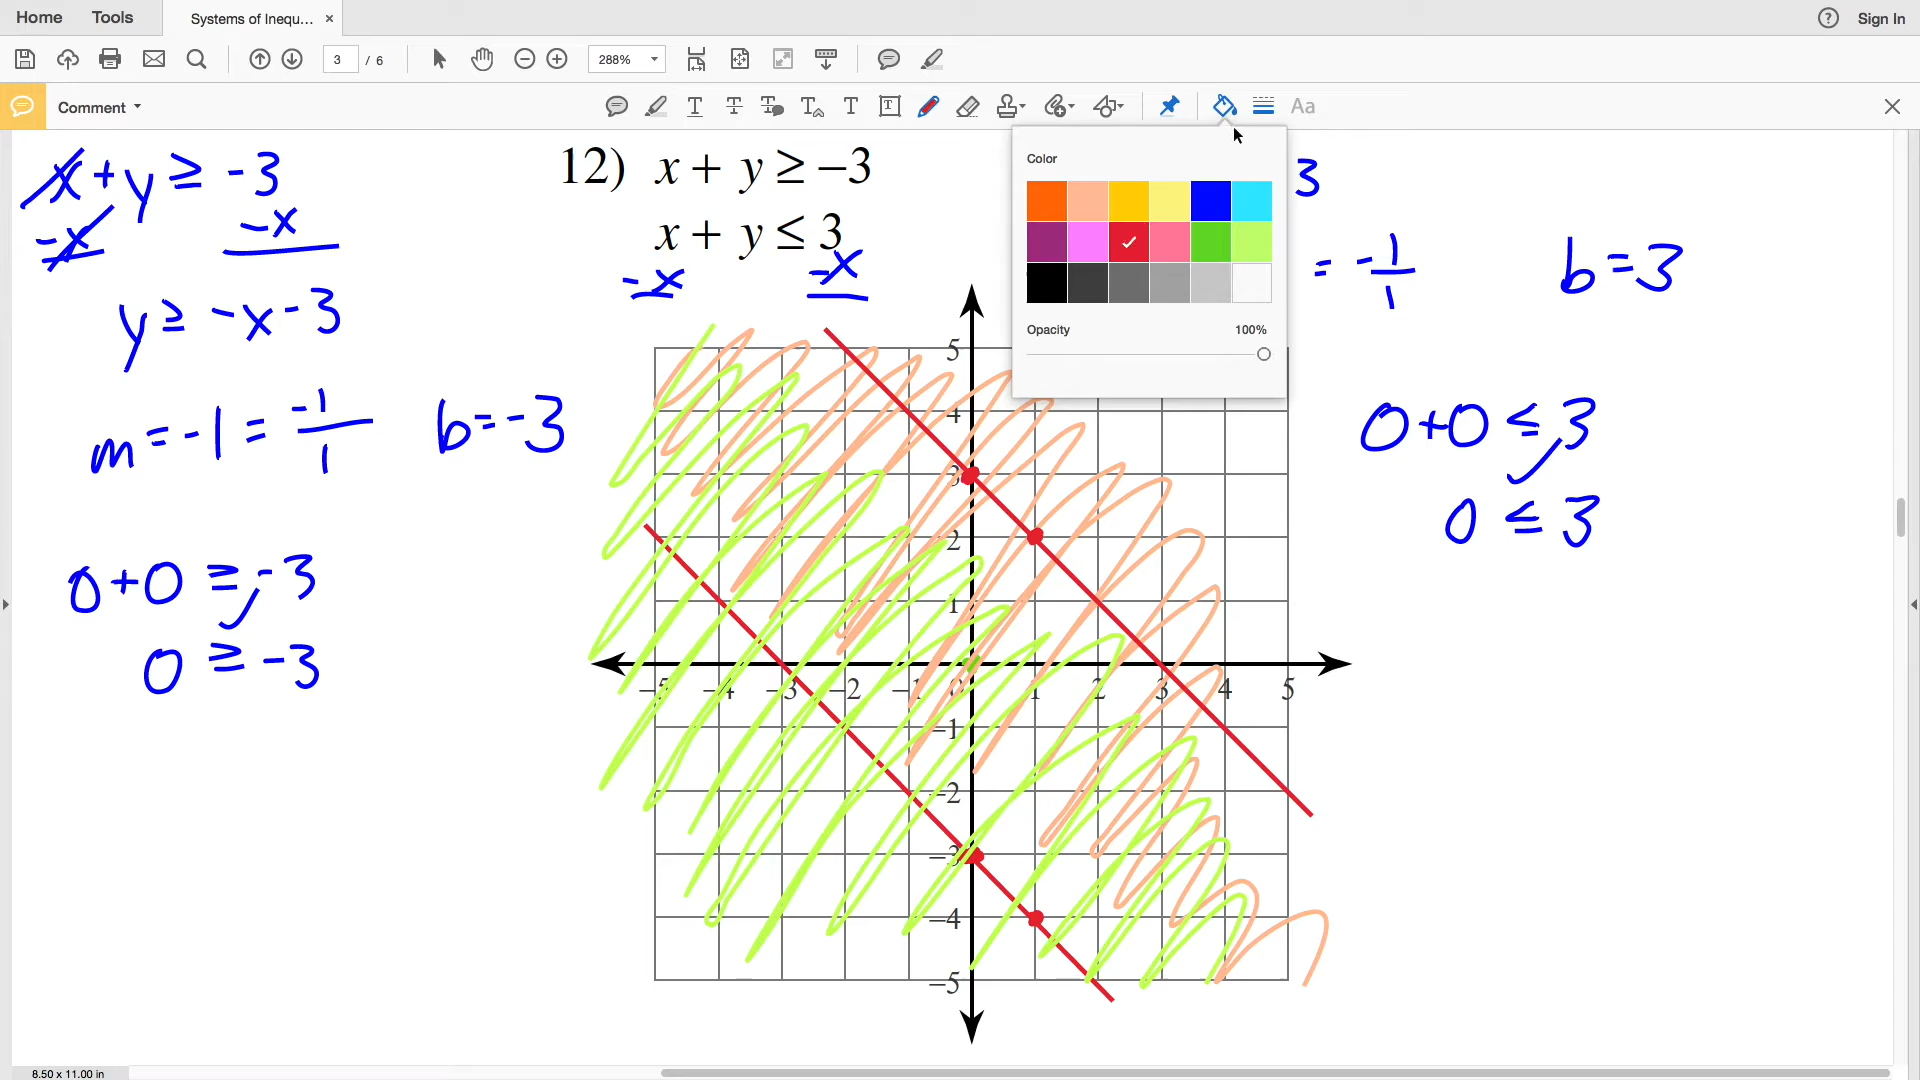 Home Tools Systems of Inequ... × Sign In
3 / 6 288%
Comment Aa
Color
Opacity 100%
x+y ≥ -3
-x -x
y ≥ -x-3
m=-1= -1/1 b=-3
0+0 ≥ -3
0 ≥ -3
12) x + y ≥ −3
x + y ≤ 3
-x -x
5
4
3
2
1
−5 −4 −3 −2 −1 0 1 2 3 4 5
−1
−2
−3
−4
−5
3
= -1/1 b=3
0+0 ≤ 3
0 ≤ 3
8.50 x 11.00 in